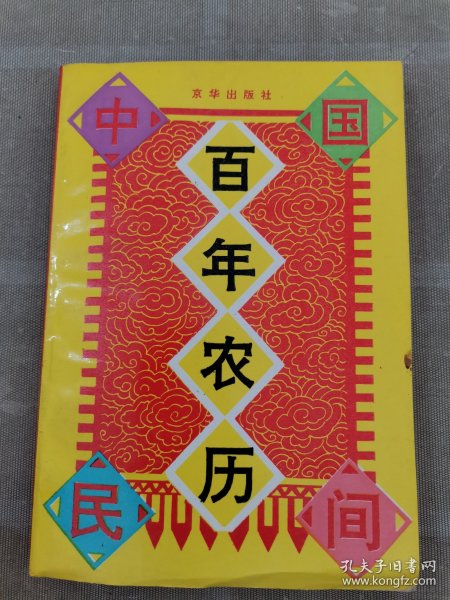 京华出版社
中国
百年农历
民间
孔夫子旧书网
www.kongfz.com